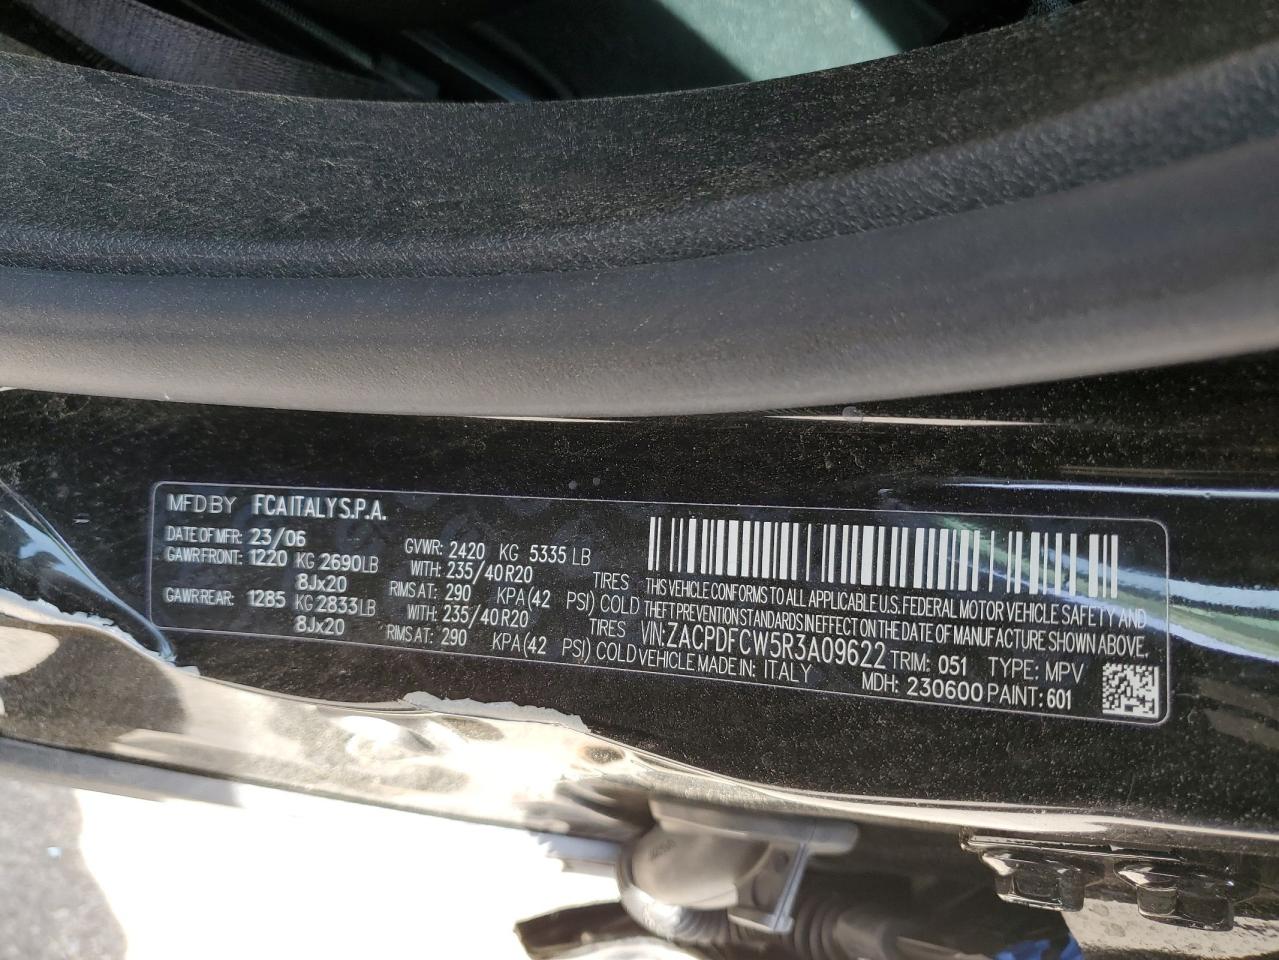 MFD BY FCA ITALY S.P.A.
DATE OF MFR: 23/06 GVWR: 2420 KG 5335 LB
GAWR FRONT: 1220 KG 2690 LB WITH: 235/40 R20 TIRES
8Jx20 RIMS AT: 290 KPA(42 PSI) COLD
GAWR REAR: 1285 KG 2833 LB WITH: 235/40 R20 TIRES
8Jx20 RIMS AT: 290 KPA(42 PSI) COLD
THIS VEHICLE CONFORMS TO ALL APPLICABLE U.S. FEDERAL MOTOR VEHICLE SAFETY AND
THEFT PREVENTION STANDARDS IN EFFECT ON THE DATE OF MANUFACTURE SHOWN ABOVE.
VIN: ZACPDFCW5R3A09622 TRIM: 051 TYPE: MPV
VEHICLE MADE IN: ITALY MDH: 230600 PAINT: 601